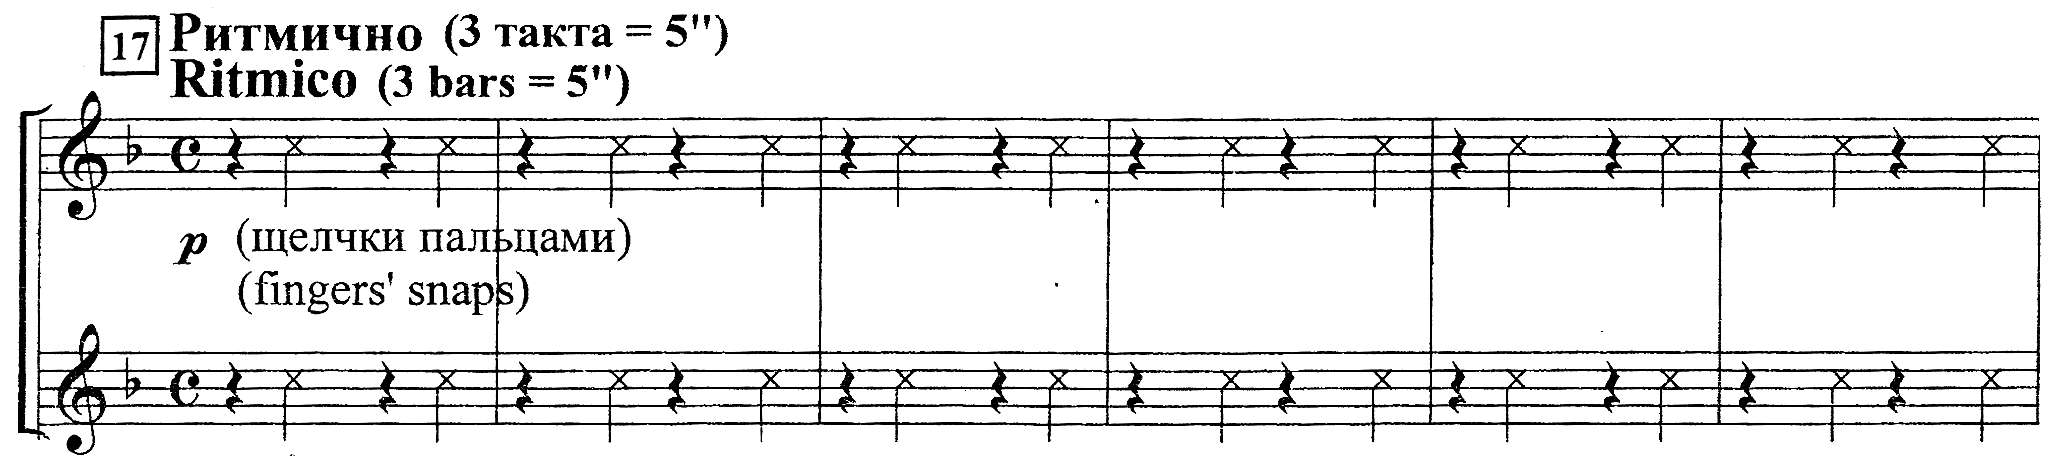 17 Ритмично (3 такта = 5")
Ritmico (3 bars = 5")
p (щелчки пальцами)
(fingers' snaps)